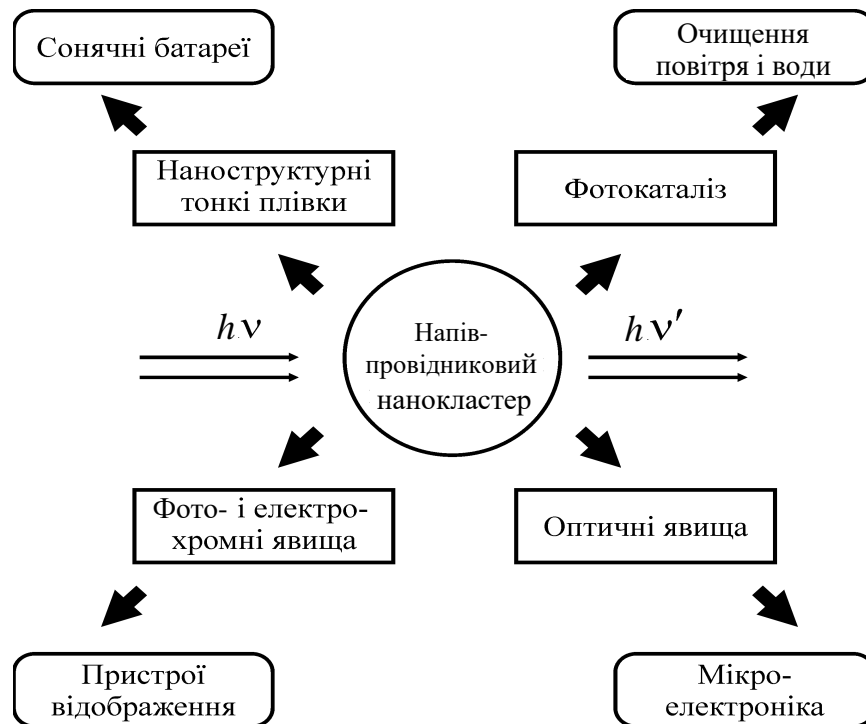 Сонячні батареї
Очищення
повітря і води
Наноструктурні
тонкі плівки
Фотокаталіз
hν
hν′
Напів-
провідниковий
нанокластер
Фото- і електро-
хромні явища
Оптичні явища
Пристрої
відображення
Мікро-
електроніка